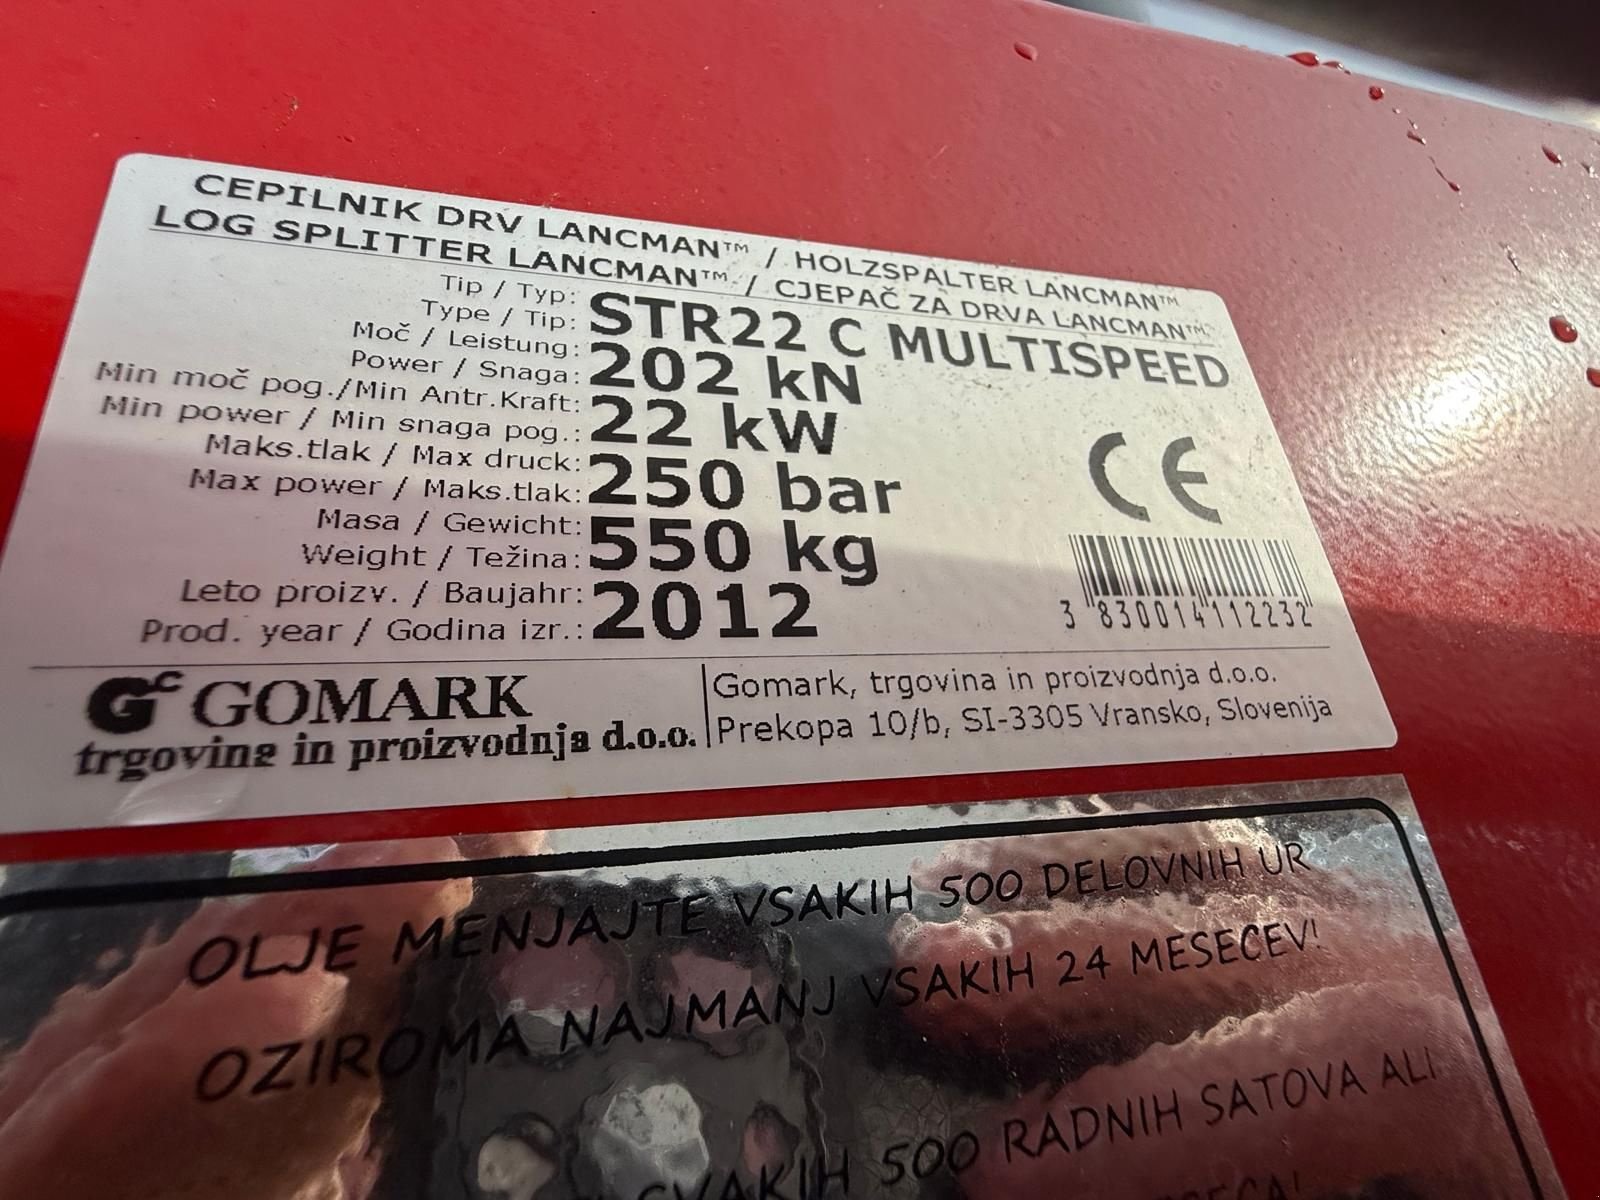 CEPILNIK DRV LANCMAN™ / HOLZSPALTER LANCMAN™
LOG SPLITTER LANCMAN™ / CJEPAČ ZA DRVA LANCMAN™
Tip / Typ:
Type / Tip: STR22 C MULTISPEED
Moč / Leistung:
Power / Snaga: 202 kN
Min moč pog./Min Antr.Kraft:
Min power / Min snaga pog.: 22 kW
Maks.tlak / Max druck:
Max power / Maks.tlak: 250 bar
Masa / Gewicht:
Weight / Težina: 550 kg
Leto proizv. / Baujahr:
Prod. year / Godina izr.: 2012
CE
3 830014 112232
GC GOMARK
trgovina in proizvodnja d.o.o.
Gomark, trgovina in proizvodnja d.o.o.
Prekopa 10/b, SI-3305 Vransko, Slovenija
OLJE MENJAJTE VSAKIH 500 DELOVNIH UR
OZIROMA NAJMANJ VSAKIH 24 MESECEV!
SVAKIH 500 RADNIH SATOVA ALI